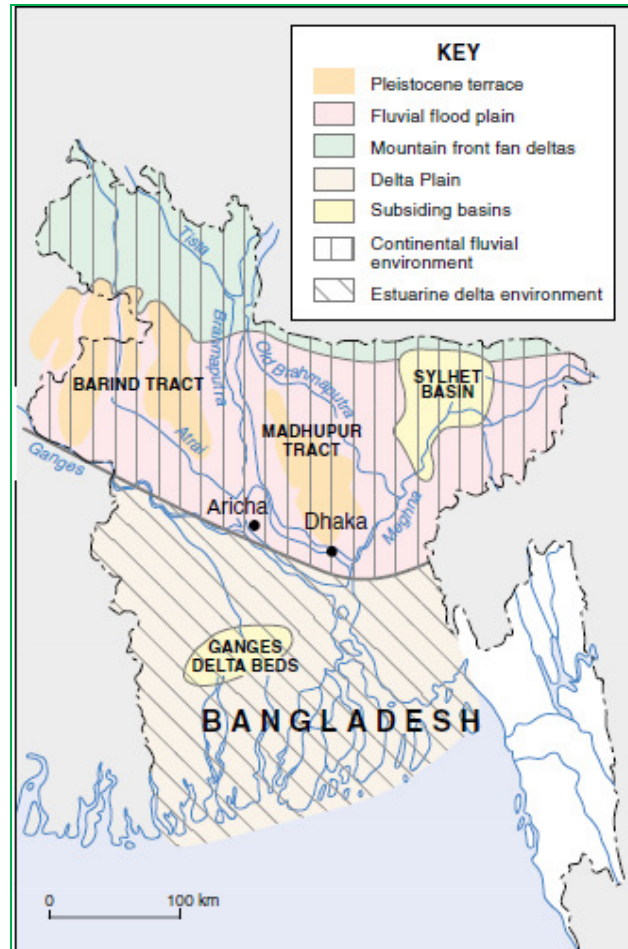 KEY
Pleistocene terrace
Fluvial flood plain
Mountain front fan deltas
Delta Plain
Subsiding basins
Continental fluvial
environment
Estuarine delta environment
Tista
Brahmaputra
Old Brahmaputra
BARIND TRACT
SYLHET
BASIN
Atrai
MADHUPUR
TRACT
Ganges
Meghna
Aricha
Dhaka
GANGES
DELTA BEDS
BANGLADESH
0 100 km